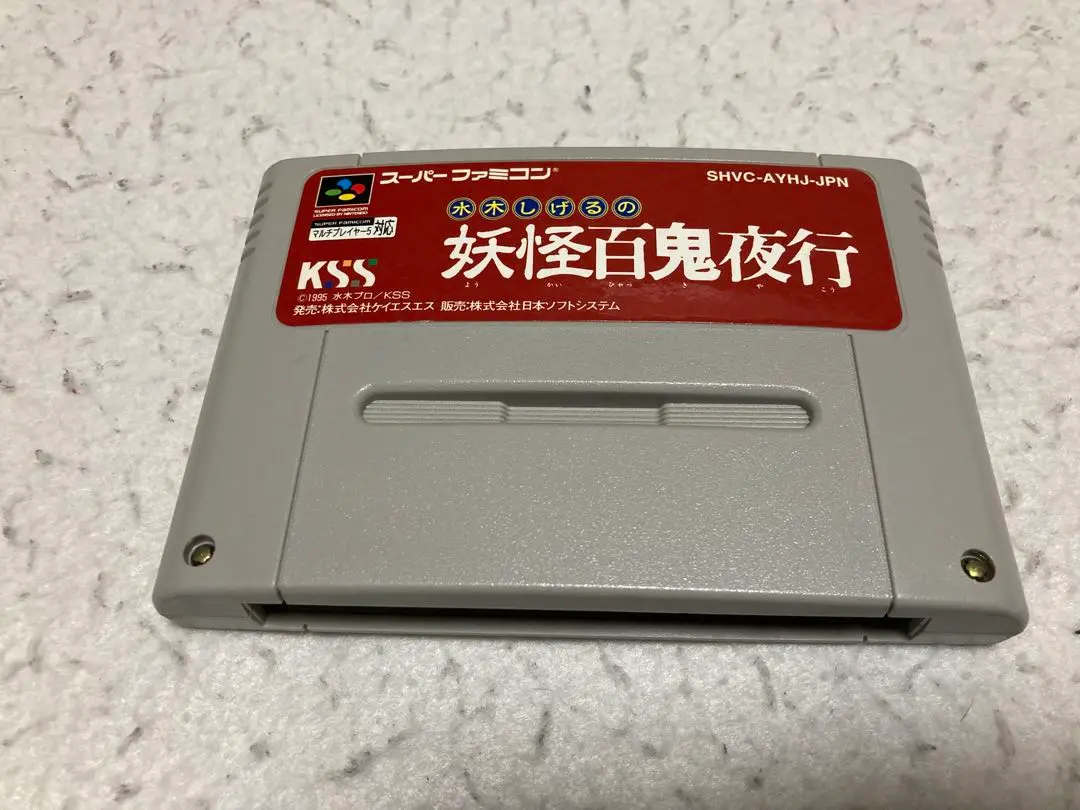 スーパーファミコン®
SHVC-AYHJ-JPN
SUPER FAMICOM
LICENSED BY NINTENDO
SUPER FAMICOM
マルチプレイヤー5 対応
水木しげるの
妖怪百鬼夜行
よう かい ひゃっ き や こう
KSS
©1995 水木プロ/KSS
発売:株式会社ケイエスエス 販売:株式会社日本ソフトシステム